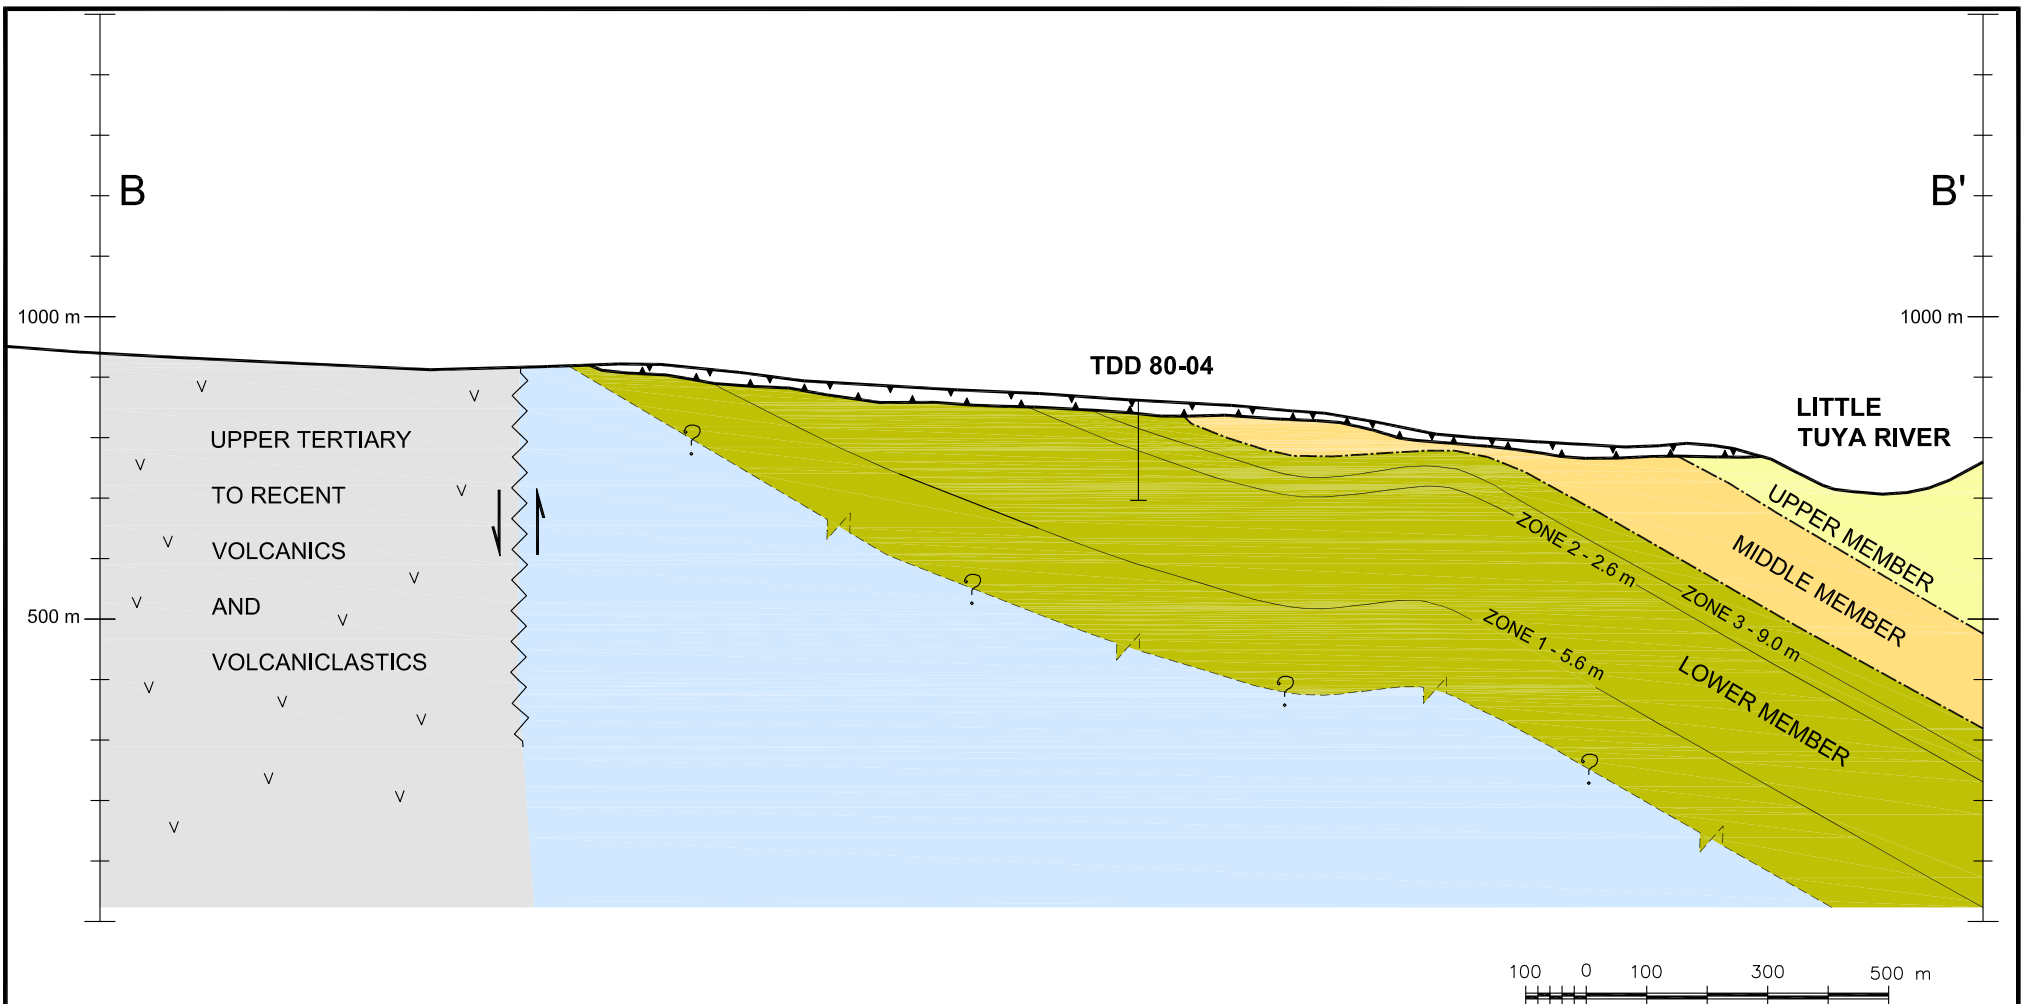 B
B'
1000 m
1000 m
TDD 80-04
LITTLE
TUYA RIVER
UPPER TERTIARY
TO RECENT
VOLCANICS
AND
VOLCANICLASTICS
500 m
?
?
?
?
UPPER MEMBER
MIDDLE MEMBER
ZONE 2 - 2.6 m
ZONE 3 - 9.0 m
ZONE 1 - 5.6 m
LOWER MEMBER
100 0 100 300 500 m